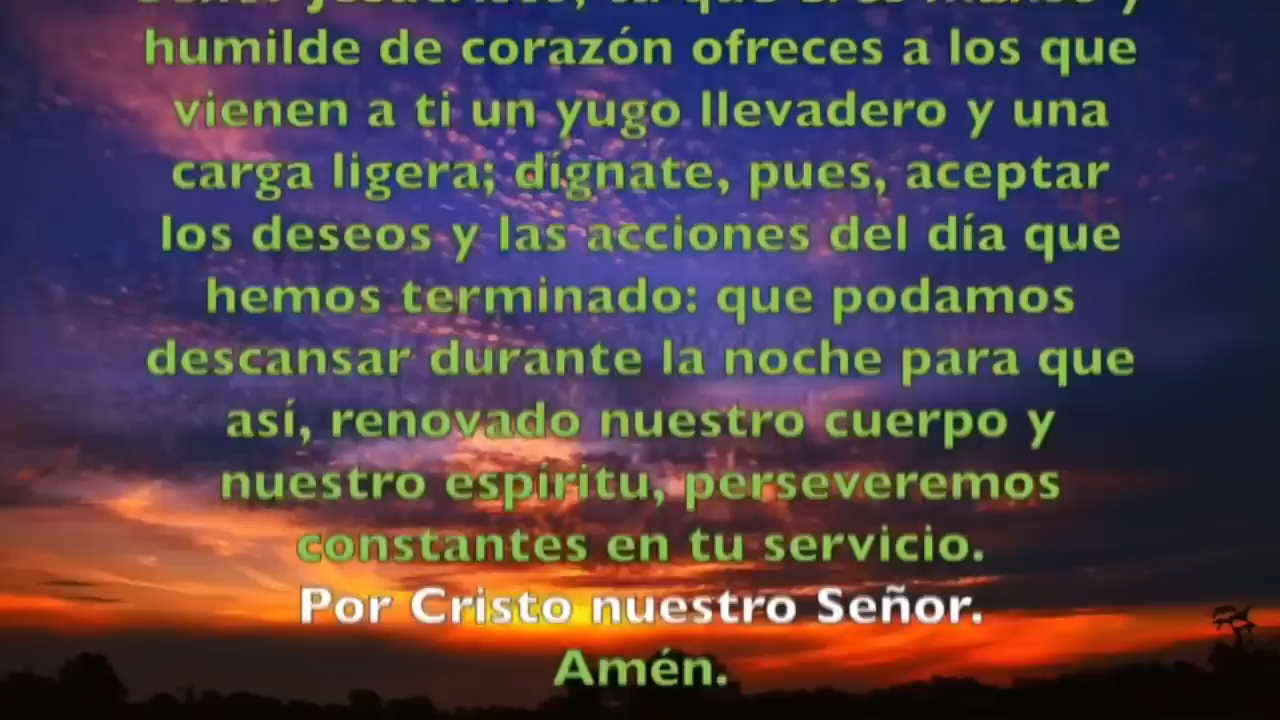 humilde de corazón ofreces a los que
vienen a ti un yugo llevadero y una
carga ligera; dígnate, pues, aceptar
los deseos y las acciones del día que
hemos terminado: que podamos
descansar durante la noche para que
así, renovado nuestro cuerpo y
nuestro espíritu, perseveremos
constantes en tu servicio.
Por Cristo nuestro Señor.
Amén.